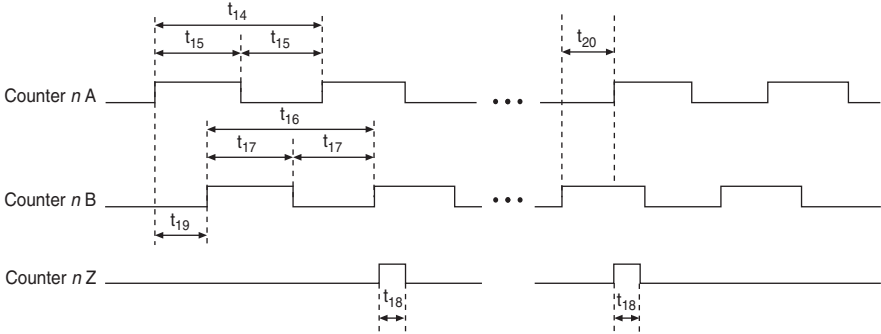 t14
t15 t15 t20
Counter n A
t16
t17 t17
Counter n B
t19
Counter n Z
t18 t18